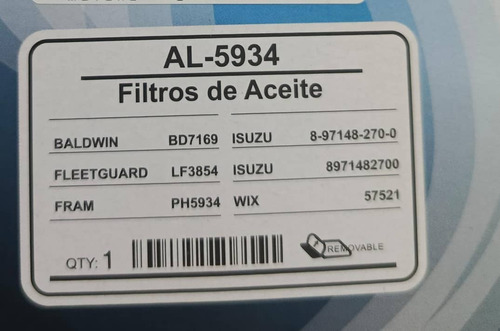 AL-5934
Filtros de Aceite
BALDWIN BD7169 ISUZU 8-97148-270-0
FLEETGUARD LF3854 ISUZU 8971482700
FRAM PH5934 WIX 57521
QTY: 1 REMOVABLE